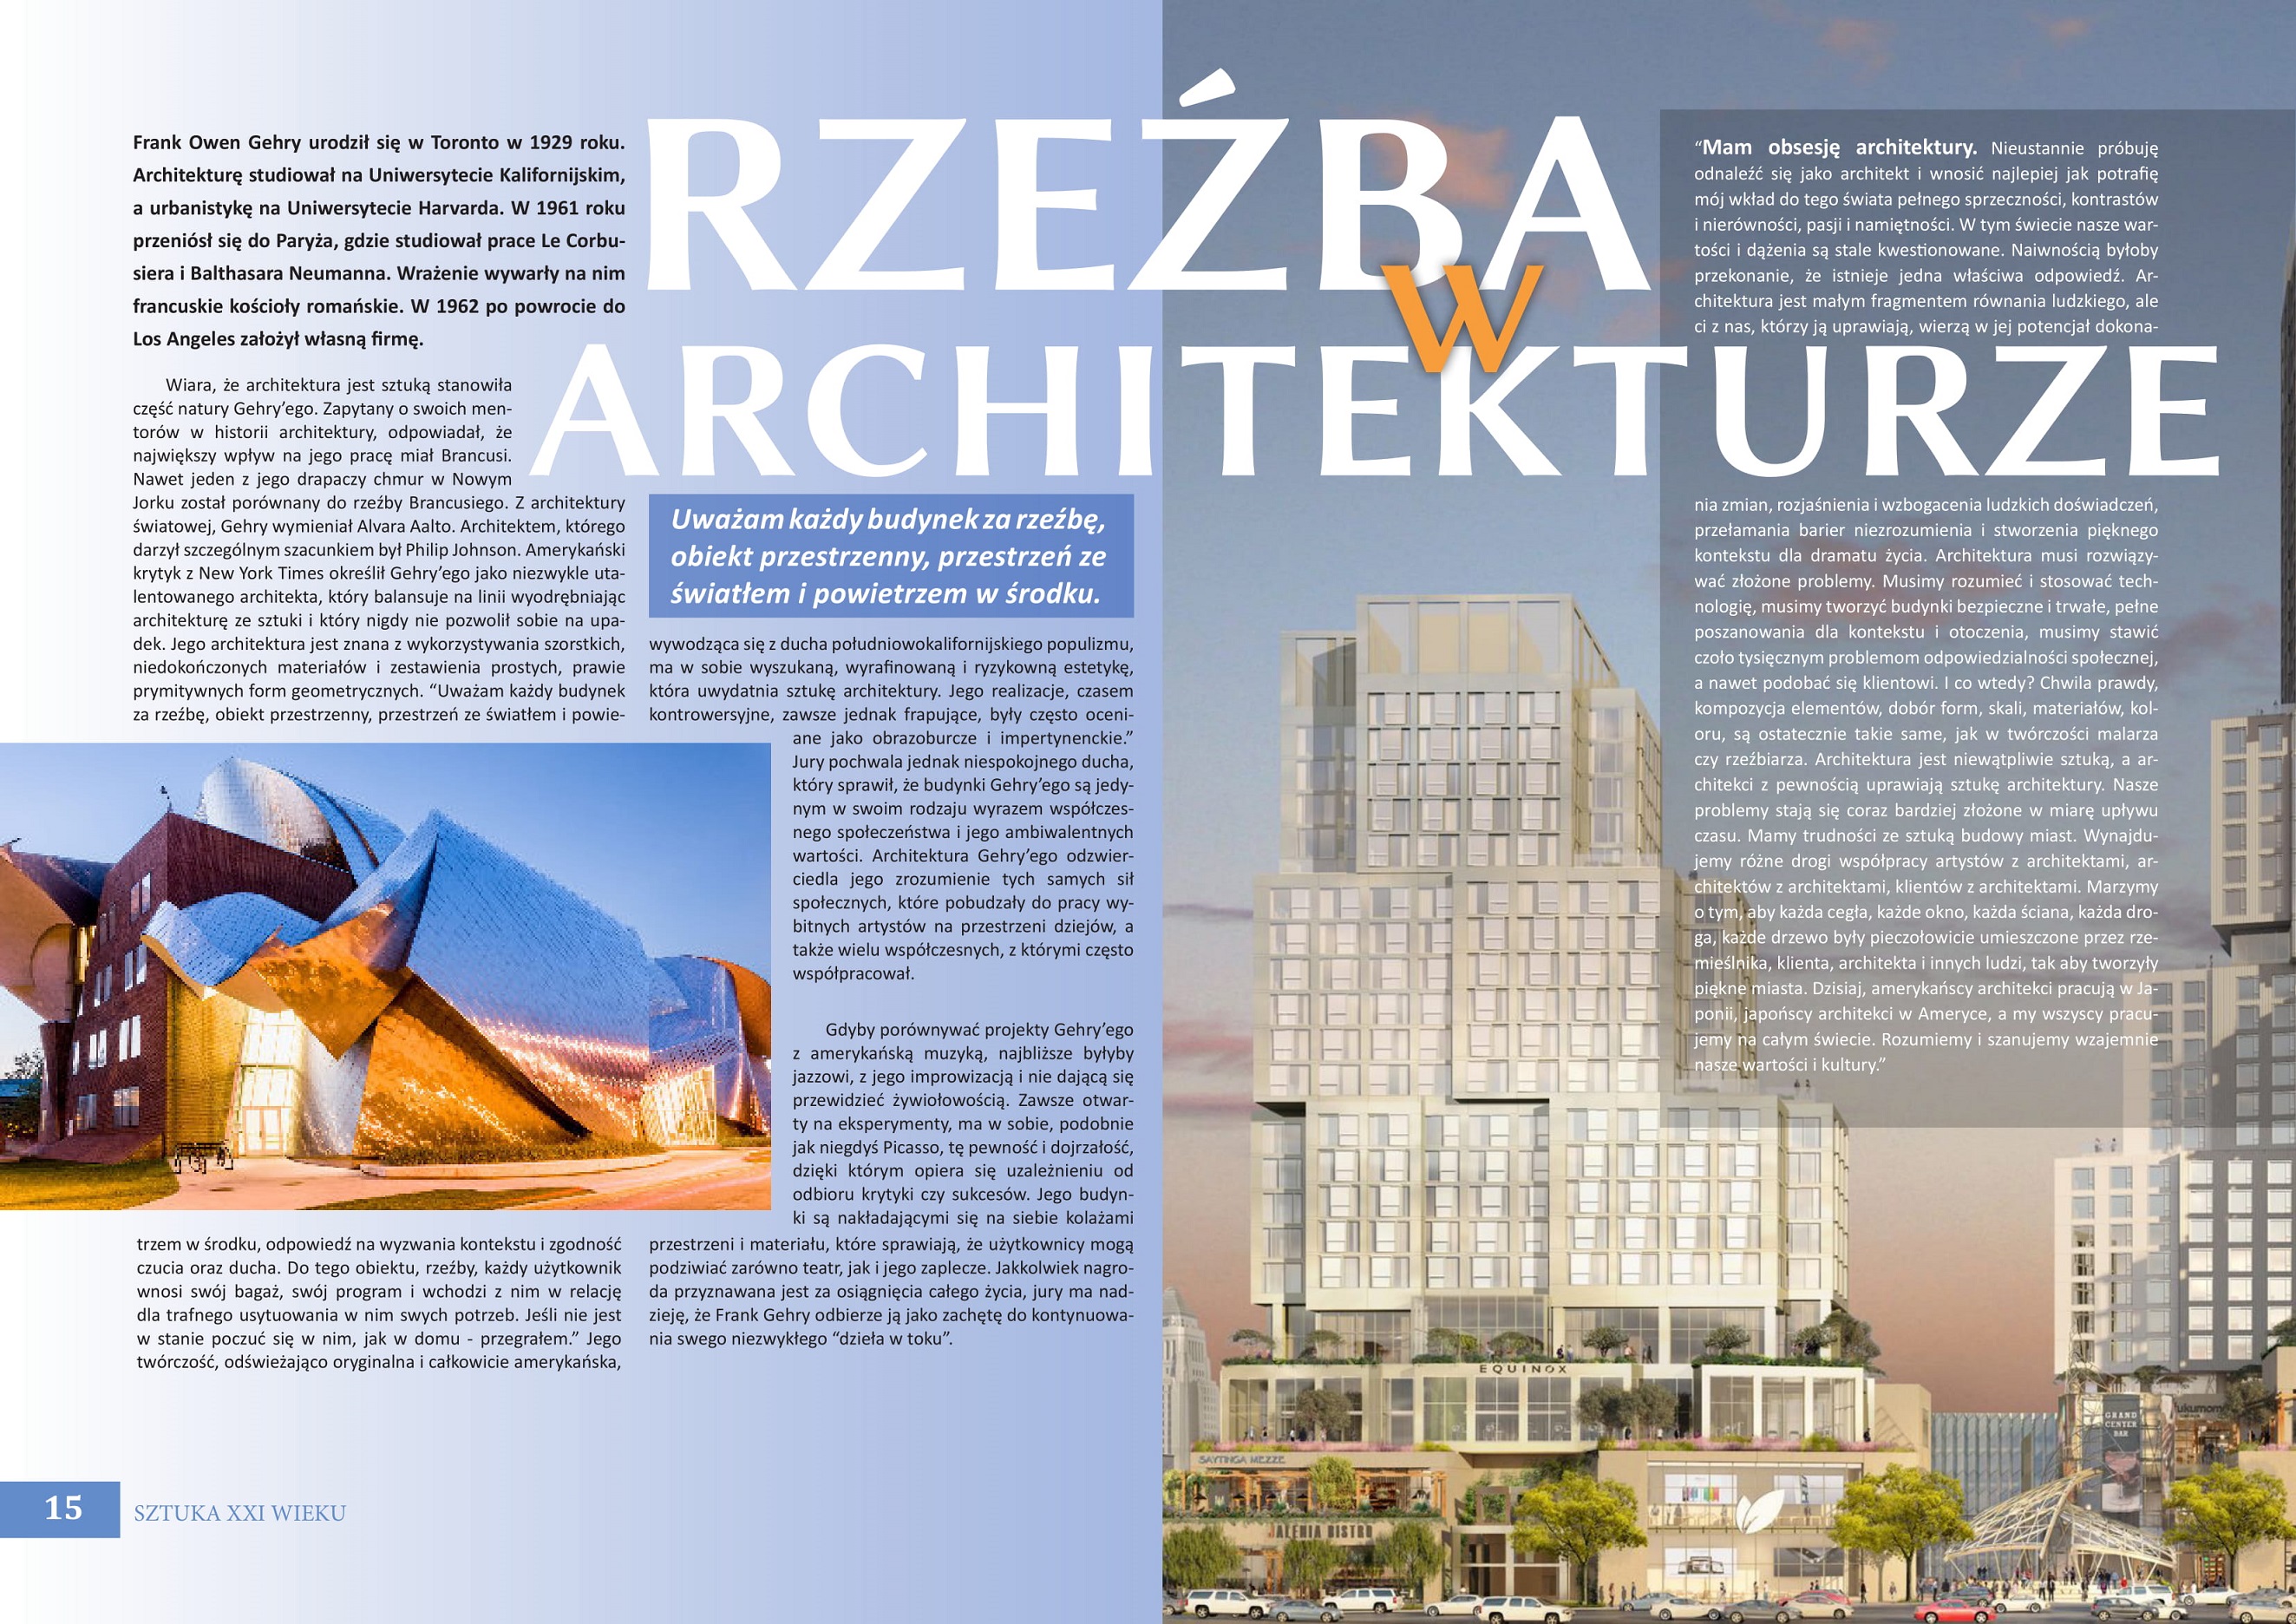 RZEŹBA
W
ARCHITEKTURZE
Frank Owen Gehry urodził się w Toronto w 1929 roku.
Architekturę studiował na Uniwersytecie Kalifornijskim,
a urbanistykę na Uniwersytecie Harvarda. W 1961 roku
przeniósł się do Paryża, gdzie studiował prace Le Corbu-
siera i Balthasara Neumanna. Wrażenie wywarły na nim
francuskie kościoły romańskie. W 1962 po powrocie do
Los Angeles założył własną firmę.
Wiara, że architektura jest sztuką stanowiła
część natury Gehry’ego. Zapytany o swoich men-
torów w historii architektury, odpowiadał, że
największy wpływ na jego pracę miał Brancusi.
Nawet jeden z jego drapaczy chmur w Nowym
Jorku został porównany do rzeźby Brancusiego. Z architektury
światowej, Gehry wymieniał Alvara Aalto. Architektem, którego
darzył szczególnym szacunkiem był Philip Johnson. Amerykański
krytyk z New York Times określił Gehry’ego jako niezwykle uta-
lentowanego architekta, który balansuje na linii wyodrębniając
architekturę ze sztuki i który nigdy nie pozwolił sobie na upa-
dek. Jego architektura jest znana z wykorzystywania szorstkich,
niedokończonych materiałów i zestawienia prostych, prawie
prymitywnych form geometrycznych. “Uważam każdy budynek
za rzeźbę, obiekt przestrzenny, przestrzeń ze światłem i powie-
trzem w środku, odpowiedź na wyzwania kontekstu i zgodność
czucia oraz ducha. Do tego obiektu, rzeźby, każdy użytkownik
wnosi swój bagaż, swój program i wchodzi z nim w relację
dla trafnego usytuowania w nim swych potrzeb. Jeśli nie jest
w stanie poczuć się w nim, jak w domu - przegrałem.” Jego
twórczość, odświeżająco oryginalna i całkowicie amerykańska,
Uważam każdy budynek za rzeźbę,
obiekt przestrzenny, przestrzeń ze
światłem i powietrzem w środku.
wywodząca się z ducha południowokalifornijskiego populizmu,
ma w sobie wyszukaną, wyrafinowaną i ryzykowną estetykę,
która uwydatnia sztukę architektury. Jego realizacje, czasem
kontrowersyjne, zawsze jednak frapujące, były często oceni-
ane jako obrazoburcze i impertynenckie.”
Jury pochwala jednak niespokojnego ducha,
który sprawił, że budynki Gehry’ego są jedy-
nym w swoim rodzaju wyrazem współczes-
nego społeczeństwa i jego ambiwalentnych
wartości. Architektura Gehry’ego odzwier-
ciedla jego zrozumienie tych samych sił
społecznych, które pobudzały do pracy wy-
bitnych artystów na przestrzeni dziejów, a
także wielu współczesnych, z którymi często
współpracował.
Gdyby porównywać projekty Gehry’ego
z amerykańską muzyką, najbliższe byłyby
jazzowi, z jego improwizacją i nie dającą się
przewidzieć żywiołowością. Zawsze otwar-
ty na eksperymenty, ma w sobie, podobnie
jak niegdyś Picasso, tę pewność i dojrzałość,
dzięki którym opiera się uzależnieniu od
odbioru krytyki czy sukcesów. Jego budyn-
ki są nakładającymi się na siebie kolażami
przestrzeni i materiału, które sprawiają, że użytkownicy mogą
podziwiać zarówno teatr, jak i jego zaplecze. Jakkolwiek nagro-
da przyznawana jest za osiągnięcia całego życia, jury ma nad-
zieję, że Frank Gehry odbierze ją jako zachętę do kontynuowa-
nia swego niezwykłego “dzieła w toku”.
“Mam obsesję architektury. Nieustannie próbuję
odnaleźć się jako architekt i wnosić najlepiej jak potrafię
mój wkład do tego świata pełnego sprzeczności, kontrastów
i nierówności, pasji i namiętności. W tym świecie nasze war-
tości i dążenia są stale kwestionowane. Naiwnością byłoby
przekonanie, że istnieje jedna właściwa odpowiedź. Ar-
chitektura jest małym fragmentem równania ludzkiego, ale
ci z nas, którzy ją uprawiają, wierzą w jej potencjał dokona-
nia zmian, rozjaśnienia i wzbogacenia ludzkich doświadczeń,
przełamania barier niezrozumienia i stworzenia pięknego
kontekstu dla dramatu życia. Architektura musi rozwiązy-
wać złożone problemy. Musimy rozumieć i stosować tech-
nologię, musimy tworzyć budynki bezpieczne i trwałe, pełne
poszanowania dla kontekstu i otoczenia, musimy stawić
czoło tysięcznym problemom odpowiedzialności społecznej,
a nawet podobać się klientowi. I co wtedy? Chwila prawdy,
kompozycja elementów, dobór form, skali, materiałów, kol-
oru, są ostatecznie takie same, jak w twórczości malarza
czy rzeźbiarza. Architektura jest niewątpliwie sztuką, a ar-
chitekci z pewnością uprawiają sztukę architektury. Nasze
problemy stają się coraz bardziej złożone w miarę upływu
czasu. Mamy trudności ze sztuką budowy miast. Wynajdu-
jemy różne drogi współpracy artystów z architektami, ar-
chitektów z architektami, klientów z architektami. Marzymy
o tym, aby każda cegła, każde okno, każda ściana, każda dro-
ga, każde drzewo były pieczołowicie umieszczone przez rze-
mieślnika, klienta, architekta i innych ludzi, tak aby tworzyły
piękne miasta. Dzisiaj, amerykańscy architekci pracują w Ja-
ponii, japońscy architekci w Ameryce, a my wszyscy pracu-
jemy na całym świecie. Rozumiemy i szanujemy wzajemnie
nasze wartości i kultury.”
EQUINOX
GRAND
CENTER
BAR
SAYTINGA MEZZE
BISTRO
15
SZTUKA XXI WIEKU